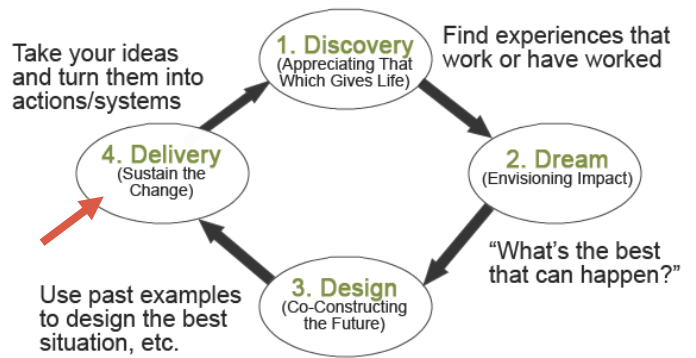 1. Discovery
(Appreciating That
Which Gives Life)
Find experiences that
work or have worked
2. Dream
(Envisioning Impact)
“What’s the best
that can happen?”
3. Design
(Co-Constructing
the Future)
Use past examples
to design the best
situation, etc.
4. Delivery
(Sustain the
Change)
Take your ideas
and turn them into
actions/systems